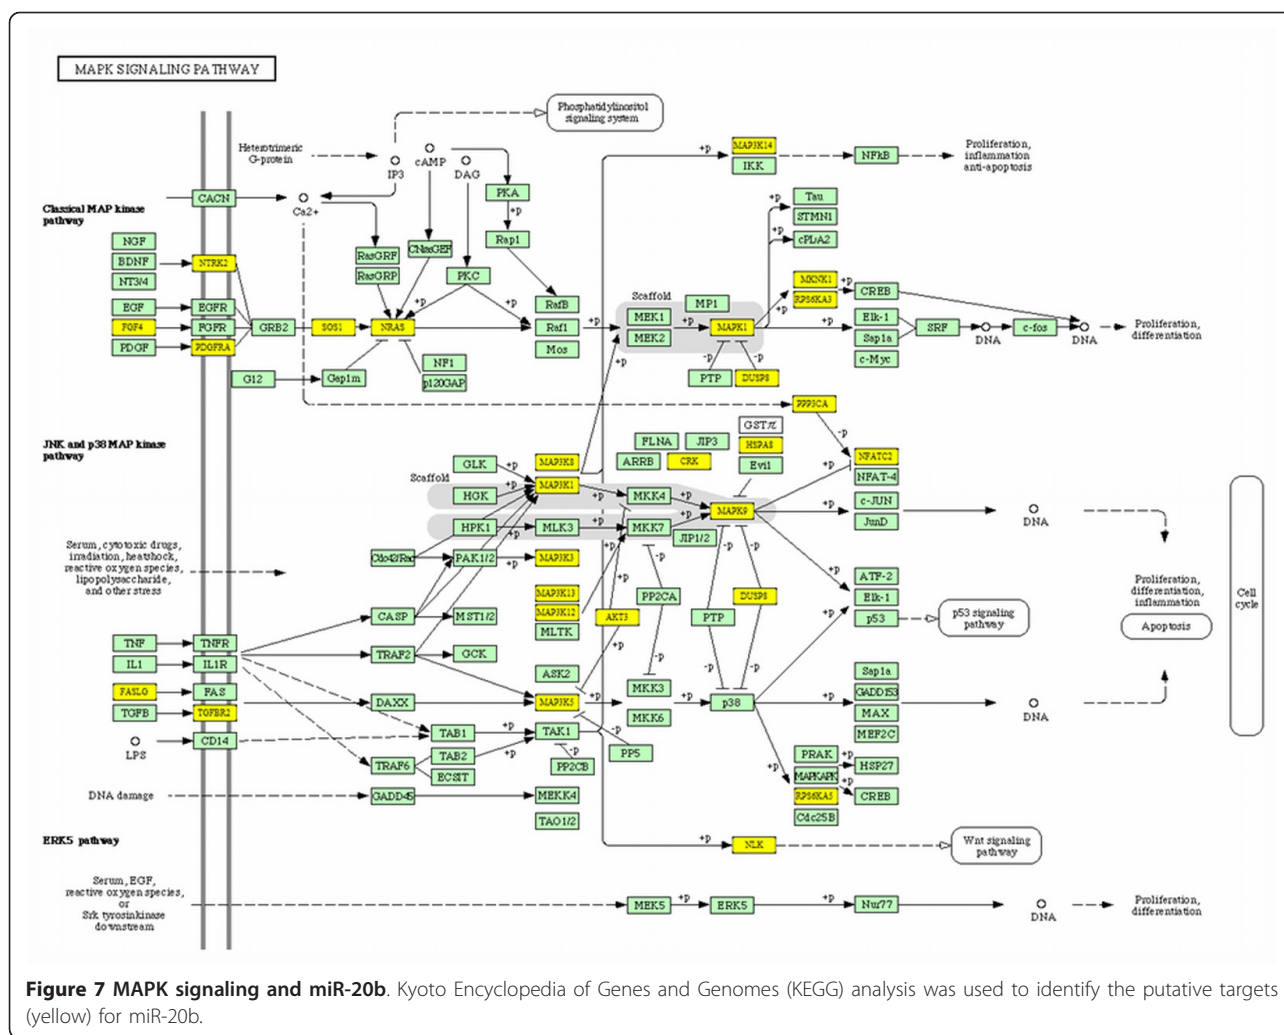 MAPK SIGNALING PATHWAY
Phosphatidylinositol
signaling system
Heterotrimeric
G-protein
IP3
cAMP
DAG
+p
MAP3K14
IKK
NFkB
Proliferation,
inflammation
anti-apoptosis
CACN
Ca2+
PKA
+p
Rap1
Tau
STMN1
cPLA2
+p
+p
Classical MAP kinase
pathway
NGF
BDNF
NT3/4
NTRK2
RasGRF
RasGRP
CNasGEF
PKC
RafB
EGF
EGFR
FGF4
FGFR
PDGF
PDGFRA
GRB2
SOS1
NRAS
+p
+p
Raf1
Mos
+p
Scaffold
MEK1
MEK2
MP1
+p
MAPK1
+p
MKNK1
RPS6KA3
+p
CREB
+p
Elk-1
Sap1a
c-Myc
SRF
DNA
c-fos
DNA
Proliferation,
differentiation
G12
Gap1m
NF1
p120GAP
+p
-p
-p
PTP
DUSP8
PPP3CA
-p
JNK and p38 MAP kinase
pathway
GSTπ
HSPA8
Evi1
FLNA
JIP3
ARRB
CRK
NFATC2
NFAT-4
c-JUN
JunD
DNA
GLK
+p
MAP3K8
Scaffold
HGK
+p
MAP3K1
+p
MKK4
+p
MAPK9
+p
+p
HPK1
+p
MLK3
+p
MKK7
+p
JIP1/2
Serum, cytotoxic drugs,
irradiation, heatshock,
reactive oxygen species,
lipopolysaccharide,
and other stress
Cdc42/Rac
PAK1/2
+p
MAP3K3
+p
-p
-p
-p
MAP3K13
MAP3K12
MLTK
AKT3
PP2CA
PTP
DUSP8
+p
+p
ATF-2
Elk-1
p53
p53 signaling
pathway
Proliferation,
differentiation,
inflammation
Apoptosis
Cell
cycle
CASP
MST1/2
TNF
TNFR
IL1
IL1R
TRAF2
GCK
ASK2
+p
-p
-p
-p
MKK3
MKK6
FASLG
FAS
TGFB
TGFBR2
DAXX
MAP3K5
+p
+p
p38
+p
Sap1a
GADD153
MAX
MEF2C
DNA
LPS
CD14
TAB1
+p
TAK1
-p
-p
PP5
TRAF6
TAB2
ECSIT
+p
PP2CB
DNA damage
GADD45
MEKK4
TAO1/2
+p
PRAK
MAPKAPK
RPS6KA5
Cdc25B
+p
HSP27
+p
CREB
ERK5 pathway
+p
NLK
Wnt signaling
pathway
Serum, EGF,
reactive oxygen species,
or
Srk tyrosinkinase
downstream
MEK5
+p
ERK5
+p
Nur77
DNA
Proliferation,
differentiation
Figure 7 MAPK signaling and miR-20b. Kyoto Encyclopedia of Genes and Genomes (KEGG) analysis was used to identify the putative targets
(yellow) for miR-20b.